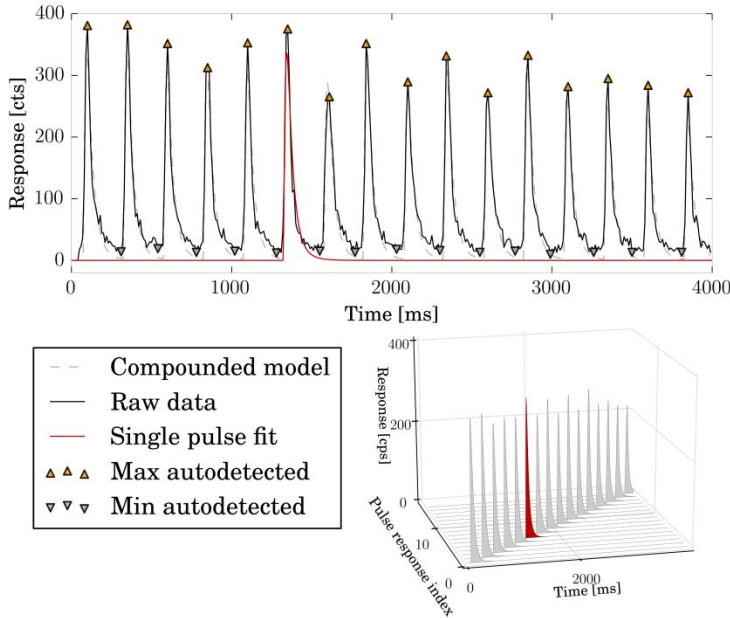 400
300
200
100
0
Response [cts]
0
1000
2000
3000
4000
Time [ms]
Compounded model
Raw data
Single pulse fit
Max autodetected
Min autodetected
400
200
0
Response [cps]
10
0
Pulse response index
0
2000
Time [ms]